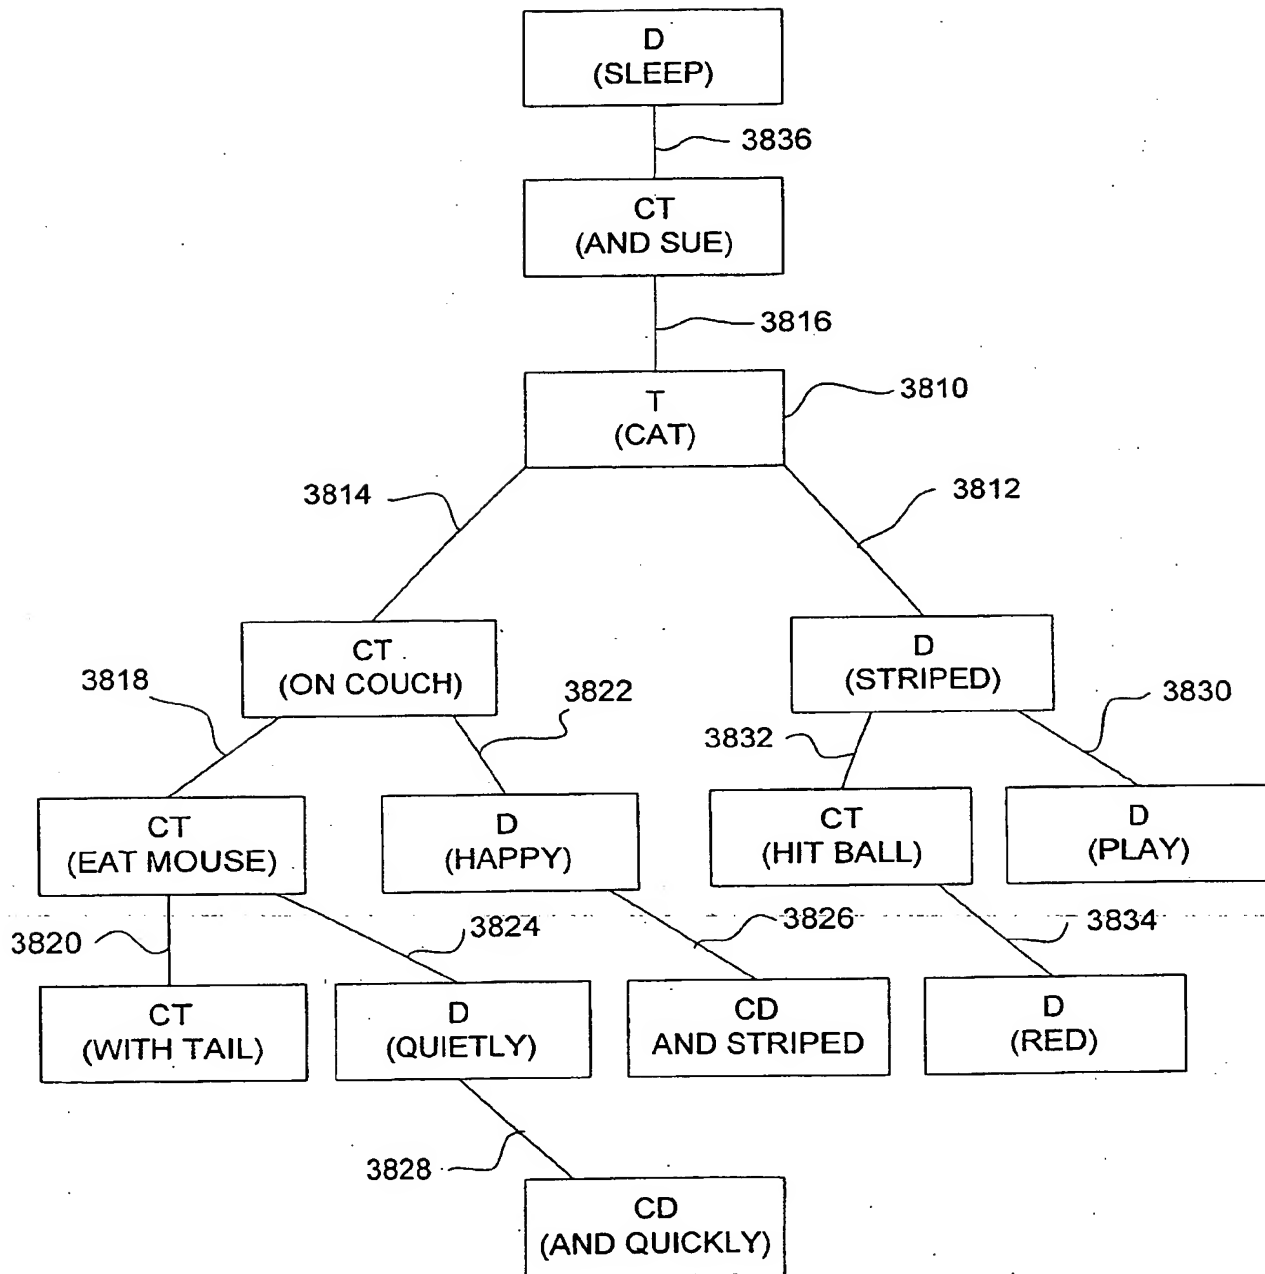 D
(SLEEP)
3836
CT
(AND SUE)
3816
T
(CAT)
3810
3814
3812
CT
(ON COUCH)
D
(STRIPED)
3818
3822
3832
3830
CT
(EAT MOUSE)
D
(HAPPY)
CT
(HIT BALL)
D
(PLAY)
3820
3824
3826
3834
CT
(WITH TAIL)
D
(QUIETLY)
CD
AND STRIPED
D
(RED)
3828
CD
(AND QUICKLY)